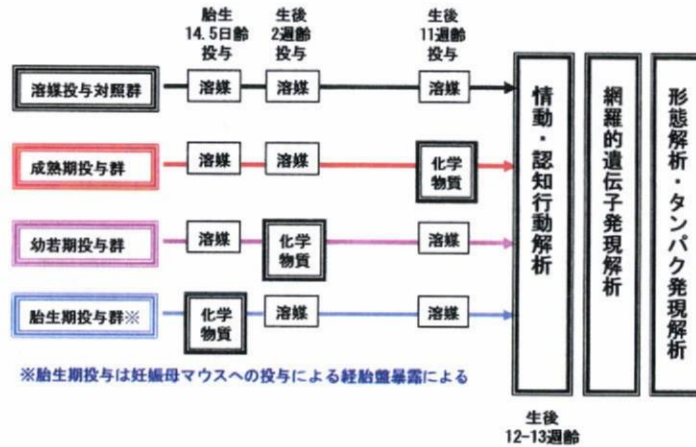 胎生
14.5日齢
投与
生後
2週齢
投与
生後
11週齢
投与
溶媒投与対照群
溶媒
溶媒
溶媒
成熟期投与群
溶媒
溶媒
化学
物質
幼若期投与群
溶媒
化学
物質
溶媒
胎生期投与群※
化学
物質
溶媒
溶媒
情動・認知行動解析
網羅的遺伝子発現解析
形態解析・タンパク発現解析
※胎生期投与は妊娠母マウスへの投与による経胎盤暴露による
生後
12-13週齢